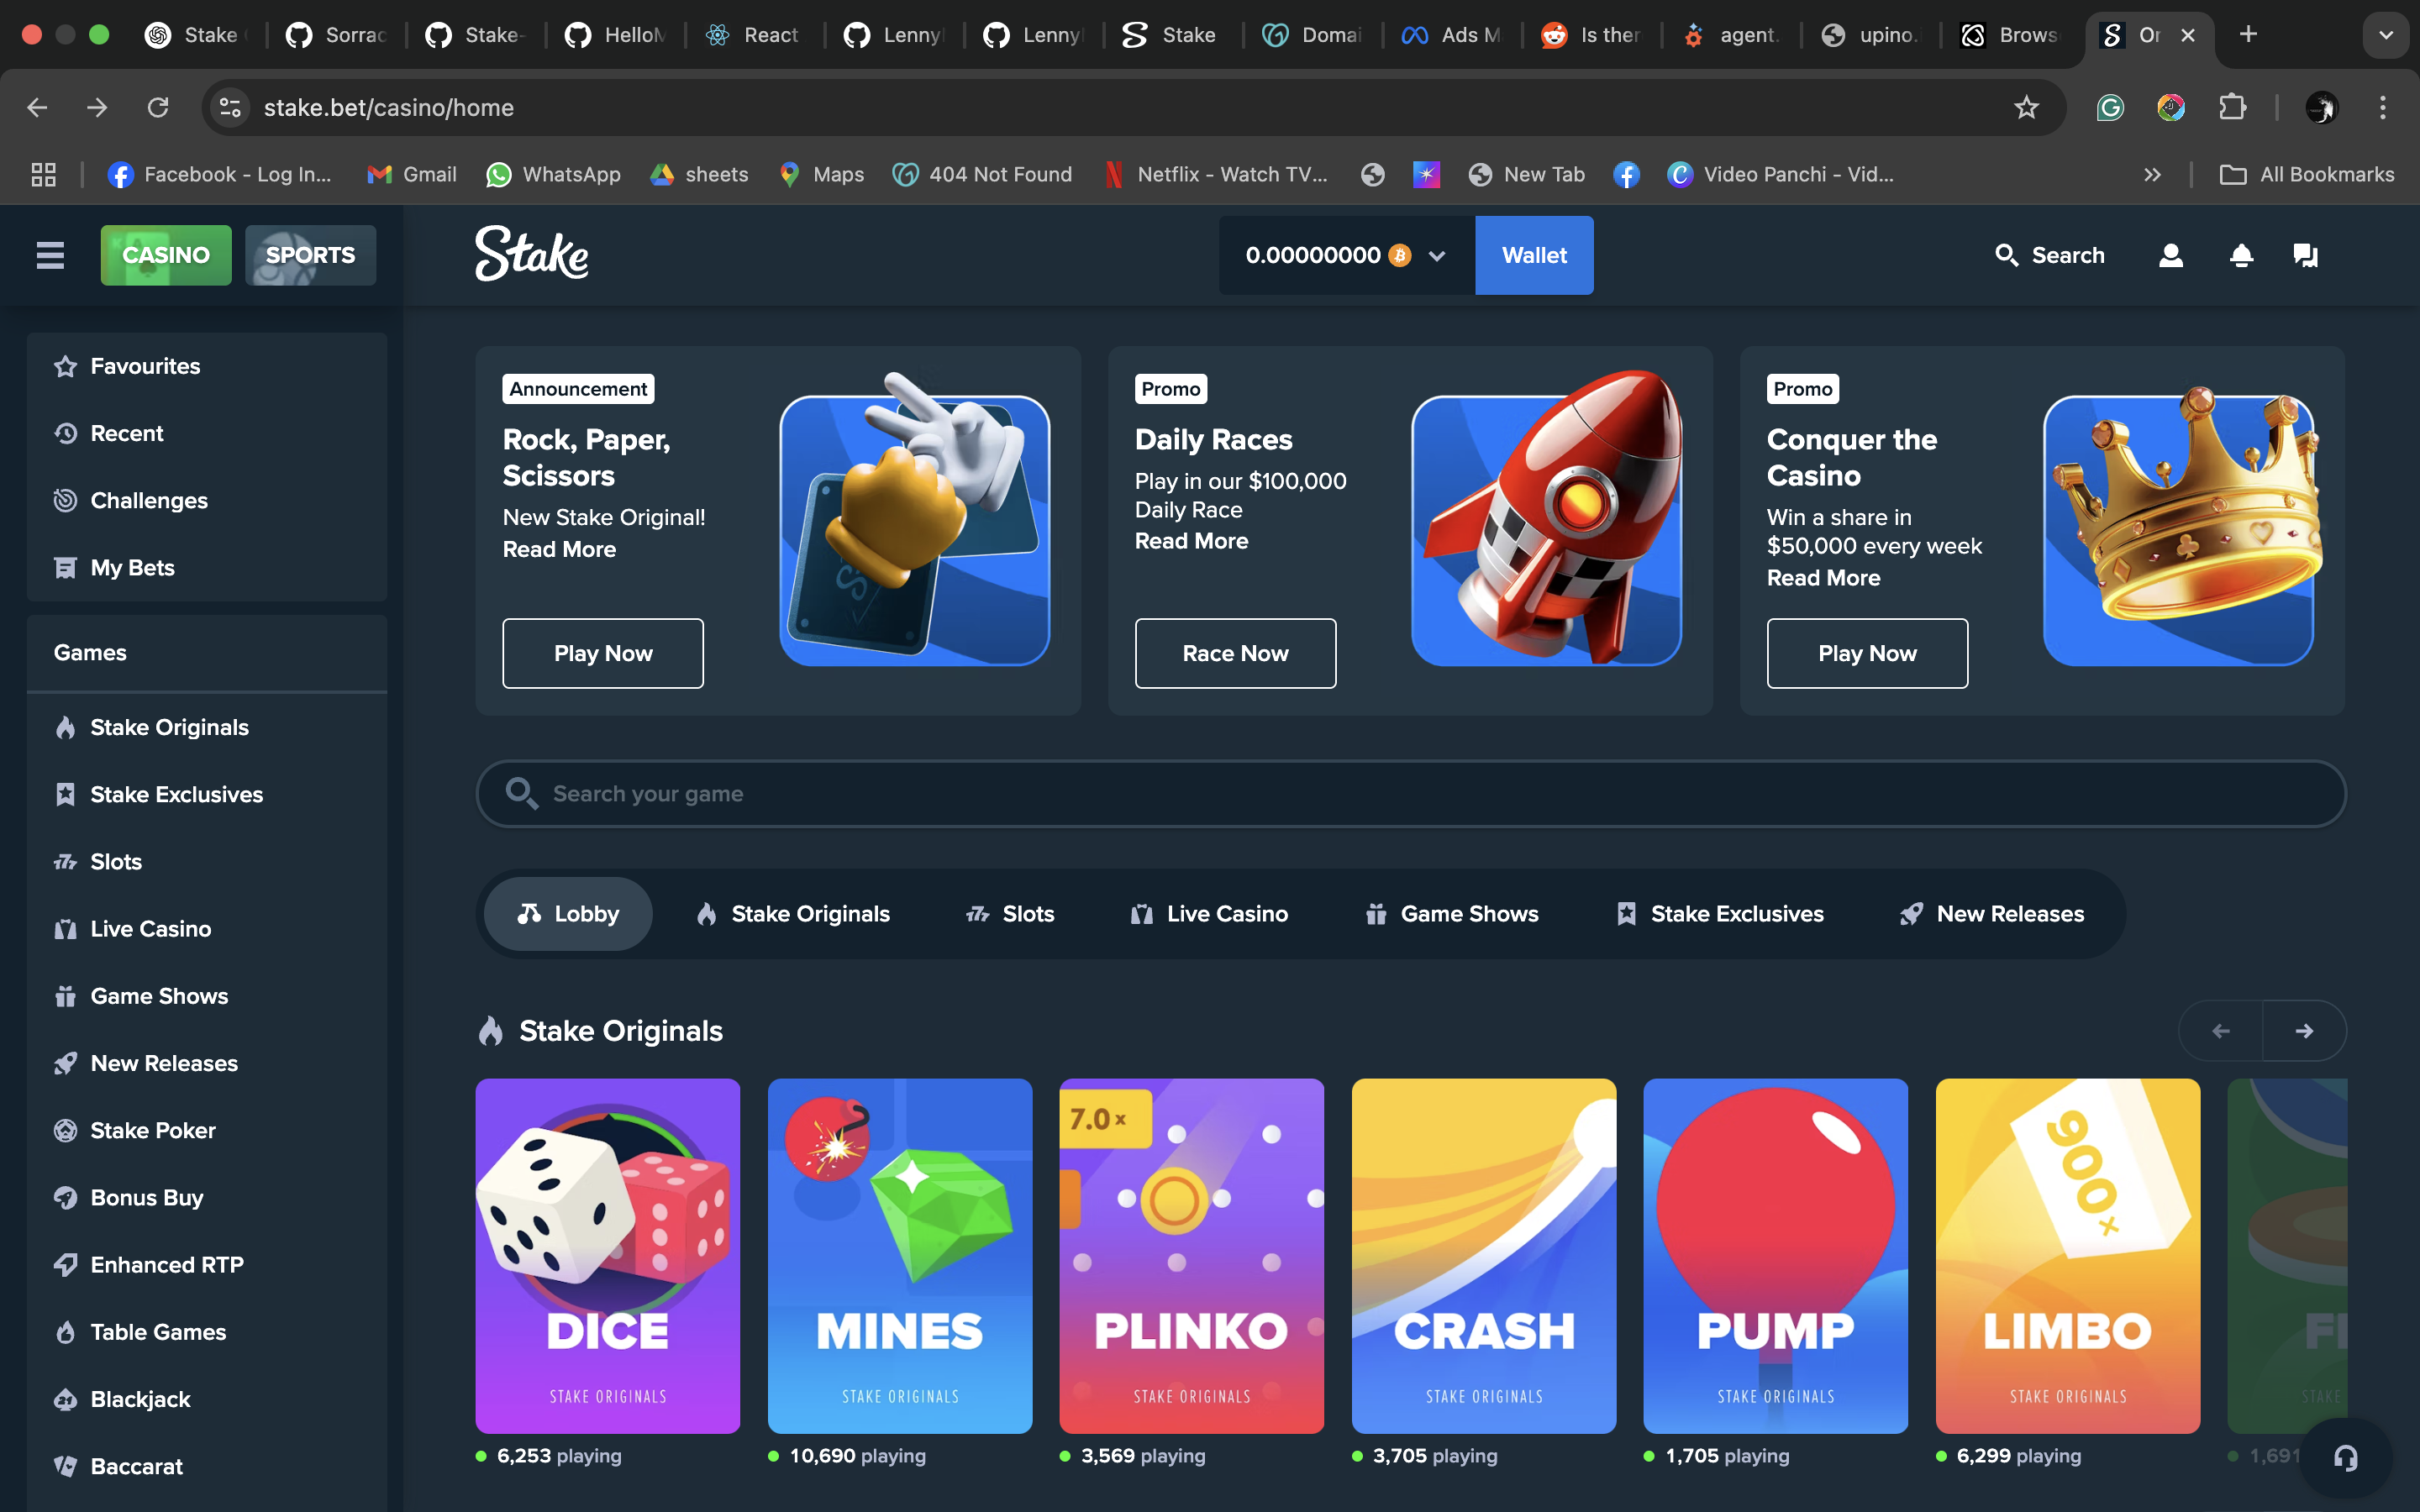 Stake
Sorrac
Stake-
HelloM
React
Lenny
Lenny
Stake
Domai
Ads M
Is ther
agent.
upino.
Brows
Or
stake.bet/casino/home
Facebook - Log In...
Gmail
WhatsApp
sheets
Maps
404 Not Found
Netflix - Watch TV...
New Tab
Video Panchi - Vid...
All Bookmarks
CASINO
SPORTS
Stake
0.00000000
Wallet
Search
Favourites
Recent
Challenges
My Bets
Games
Stake Originals
Stake Exclusives
Slots
Live Casino
Game Shows
New Releases
Stake Poker
Bonus Buy
Enhanced RTP
Table Games
Blackjack
Baccarat
Announcement
Rock, Paper,
Scissors
New Stake Original!
Read More
Play Now
Promo
Daily Races
Play in our $100,000
Daily Race
Read More
Race Now
Promo
Conquer the
Casino
Win a share in
$50,000 every week
Read More
Play Now
Search your game
Lobby
Stake Originals
Slots
Live Casino
Game Shows
Stake Exclusives
New Releases
Stake Originals
DICE
STAKE ORIGINALS
6,253 playing
MINES
STAKE ORIGINALS
10,690 playing
7.0x
PLINKO
STAKE ORIGINALS
3,569 playing
CRASH
STAKE ORIGINALS
3,705 playing
PUMP
STAKE ORIGINALS
1,705 playing
900x
LIMBO
STAKE ORIGINALS
6,299 playing
STAKE
1,691